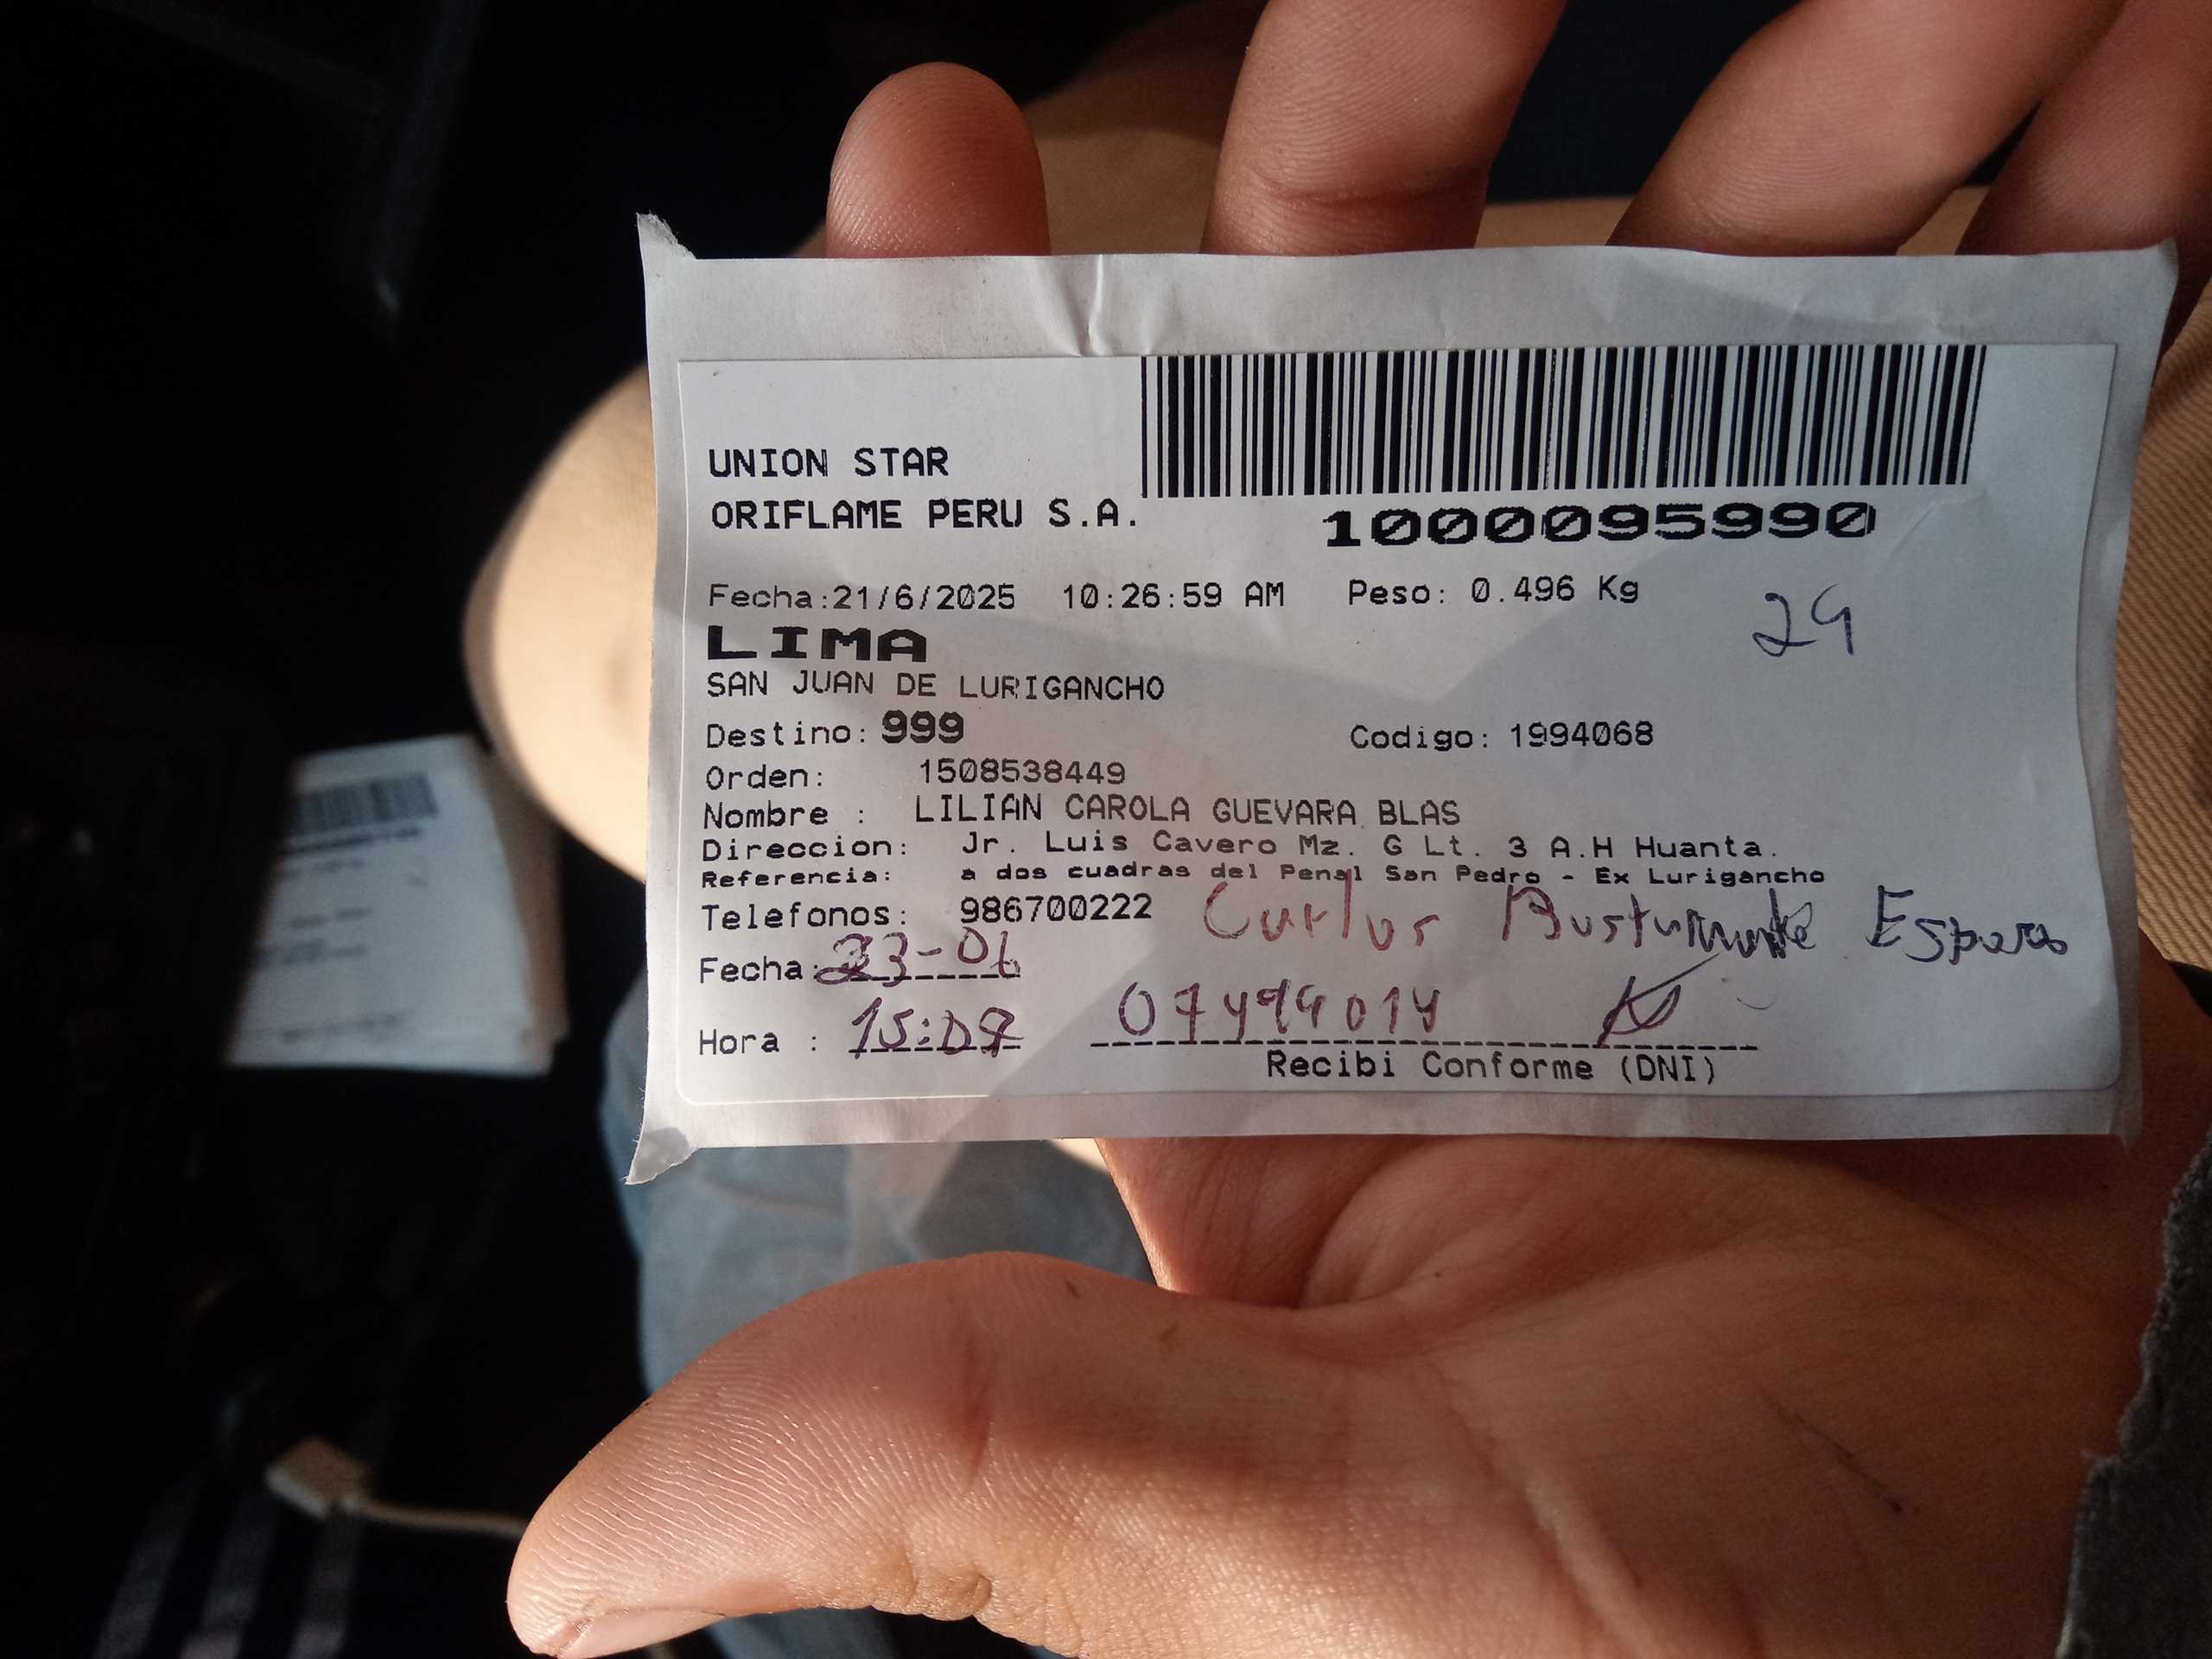 UNION STAR
ORIFLAME PERU S.A.
1000095990
Fecha:21/6/2025 10:26:59 AM Peso: 0.496 Kg
29
LIMA
SAN JUAN DE LURIGANCHO
Destino: 999 Codigo: 1994068
Orden: 1508538449
Nombre : LILIAN CAROLA GUEVARA BLAS
Direccion: Jr. Luis Cavero Mz. G Lt. 3 A.H Huanta.
Referencia: a dos cuadras del Penal San Pedro - Ex Lurigancho
Telefonos: 986700222 Carlos Bustamante
Fecha: 23-06
Hora : 15:07
Recibi Conforme (DNI)